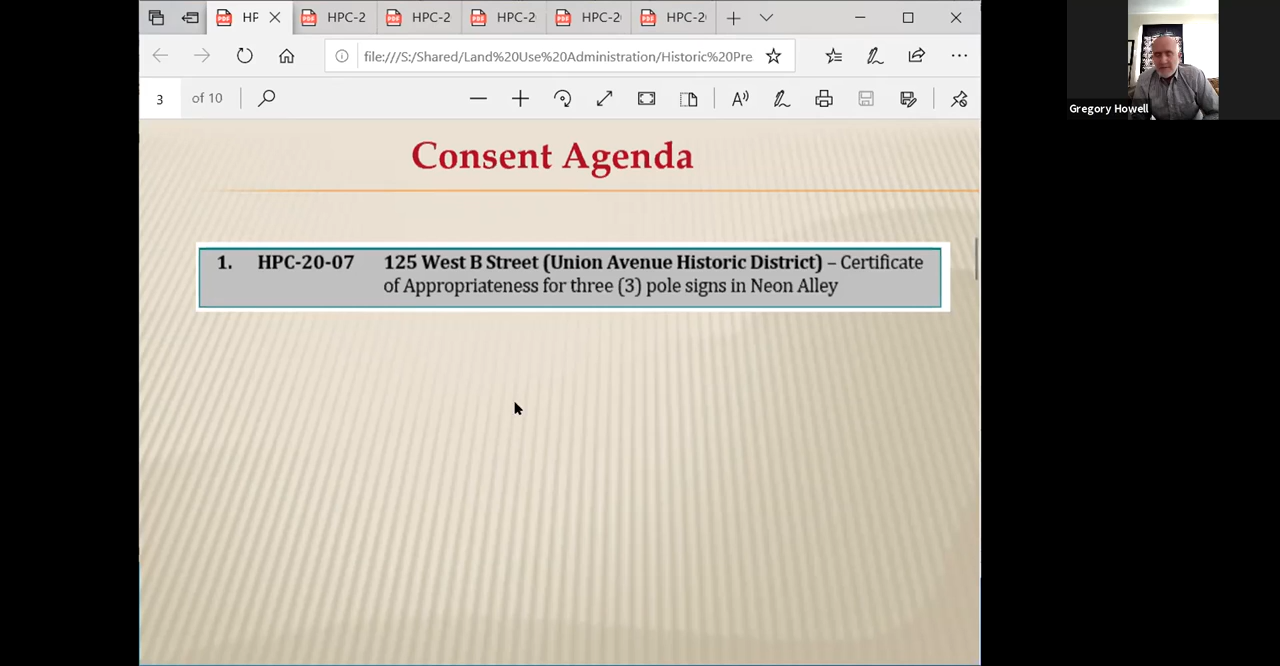 HP
HPC-2
HPC-2
HPC-2
HPC-20
HPC-20
file:///S:/Shared/Land%20Use%20Administration/Historic%20Pre
3 of 10
Gregory Howell
Consent Agenda
1. HPC-20-07 125 West B Street (Union Avenue Historic District) – Certificate
of Appropriateness for three (3) pole signs in Neon Alley